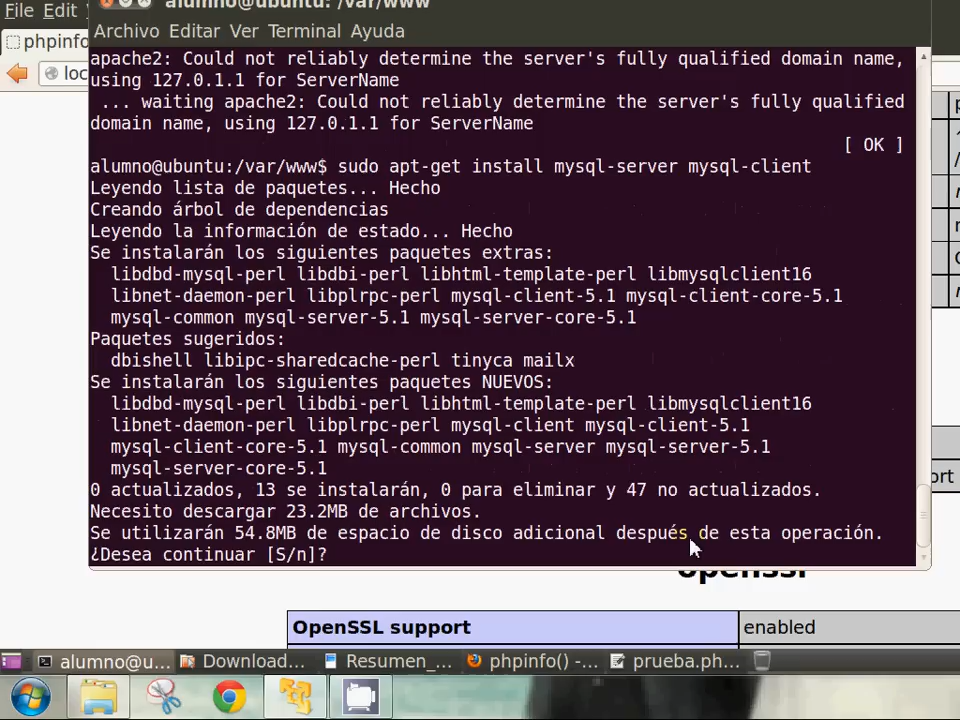 alumno@ubuntu: /var/www
File Edit
Archivo Editar Ver Terminal Ayuda
phpinfo
loc
apache2: Could not reliably determine the server's fully qualified domain name,
using 127.0.1.1 for ServerName
... waiting apache2: Could not reliably determine the server's fully qualified
domain name, using 127.0.1.1 for ServerName
[ OK ]
alumno@ubuntu:/var/www$ sudo apt-get install mysql-server mysql-client
Leyendo lista de paquetes... Hecho
Creando árbol de dependencias
Leyendo la información de estado... Hecho
Se instalarán los siguientes paquetes extras:
libdbd-mysql-perl libdbi-perl libhtml-template-perl libmysqlclient16
libnet-daemon-perl libplrpc-perl mysql-client-5.1 mysql-client-core-5.1
mysql-common mysql-server-5.1 mysql-server-core-5.1
Paquetes sugeridos:
dbishell libipc-sharedcache-perl tinyca mailx
Se instalarán los siguientes paquetes NUEVOS:
libdbd-mysql-perl libdbi-perl libhtml-template-perl libmysqlclient16
libnet-daemon-perl libplrpc-perl mysql-client mysql-client-5.1
mysql-client-core-5.1 mysql-common mysql-server mysql-server-5.1
mysql-server-core-5.1
0 actualizados, 13 se instalarán, 0 para eliminar y 47 no actualizados.
Necesito descargar 23.2MB de archivos.
Se utilizarán 54.8MB de espacio de disco adicional después de esta operación.
¿Desea continuar [S/n]?
ort
openssl
OpenSSL support enabled
alumno@u... Download... Resumen_... phpinfo() -... prueba.ph...